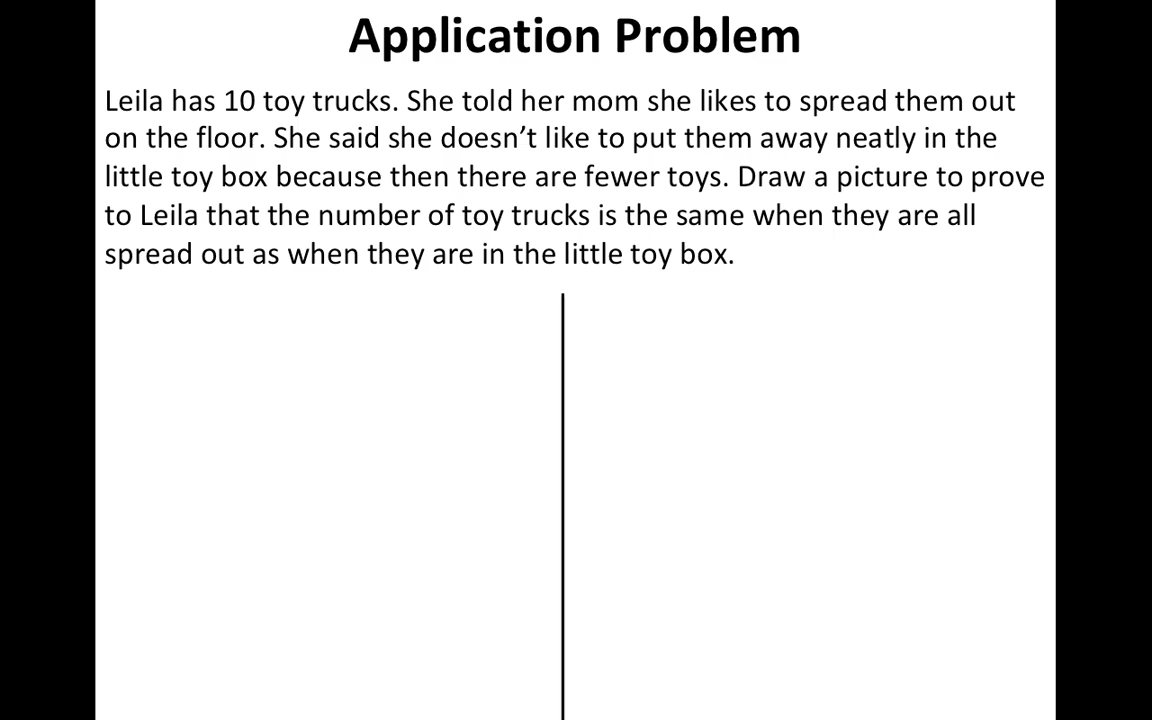 Application Problem
Leila has 10 toy trucks. She told her mom she likes to spread them out
on the floor. She said she doesn’t like to put them away neatly in the
little toy box because then there are fewer toys. Draw a picture to prove
to Leila that the number of toy trucks is the same when they are all
spread out as when they are in the little toy box.